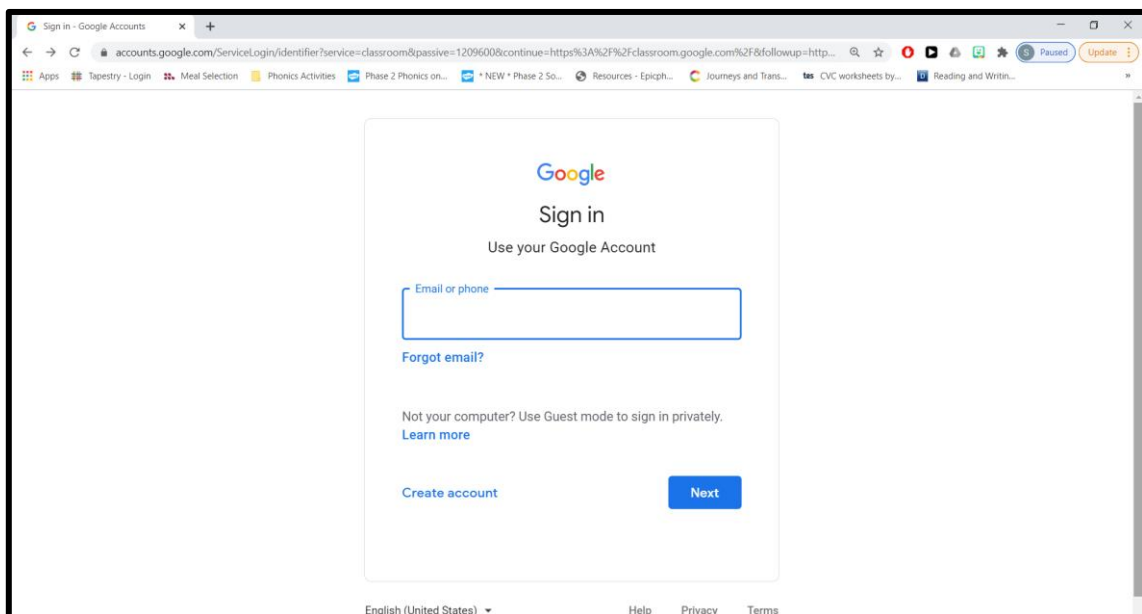 Sign in - Google Accounts
accounts.google.com/ServiceLogin/identifier?service=classroom&passive=1209600&continue=https%3A%2F%2Fclassroom.google.com%2F&followup=http...
S Paused Update
Apps Tapestry - Login Meal Selection Phonics Activities Phase 2 Phonics on... * NEW * Phase 2 So... Resources - Epicph... Journeys and Trans... tes CVC worksheets by... Reading and Writin... »
Google
Sign in
Use your Google Account
Email or phone
Forgot email?
Not your computer? Use Guest mode to sign in privately.
Learn more
Create account Next
English (United States) Help Privacy Terms